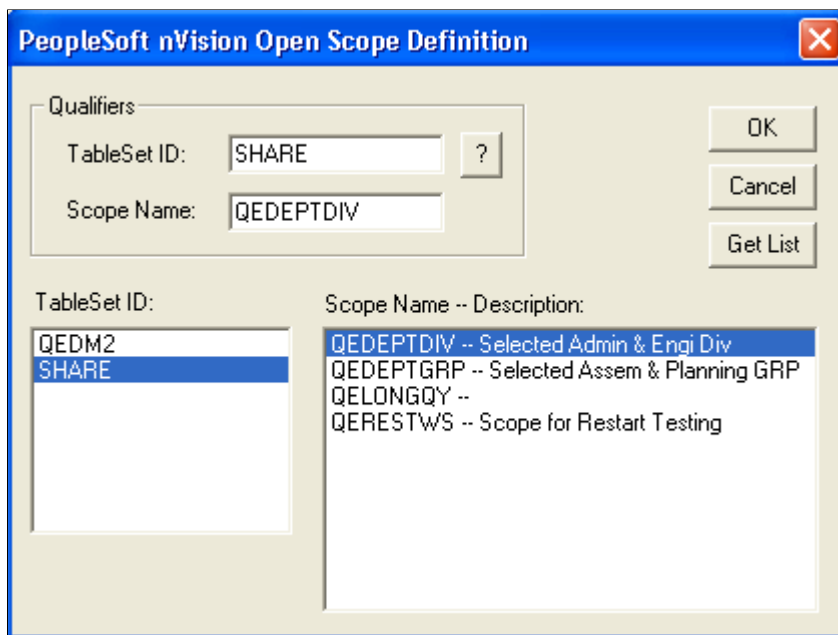 PeopleSoft nVision Open Scope Definition
Qualifiers
TableSet ID: SHARE ?
Scope Name: QEDEPTDIV
OK
Cancel
Get List
TableSet ID:
QEDM2
SHARE
Scope Name -- Description:
QEDEPTDIV -- Selected Admin & Engi Div
QEDEPTGRP -- Selected Assem & Planning GRP
QELONGQY --
QERESTWS -- Scope for Restart Testing